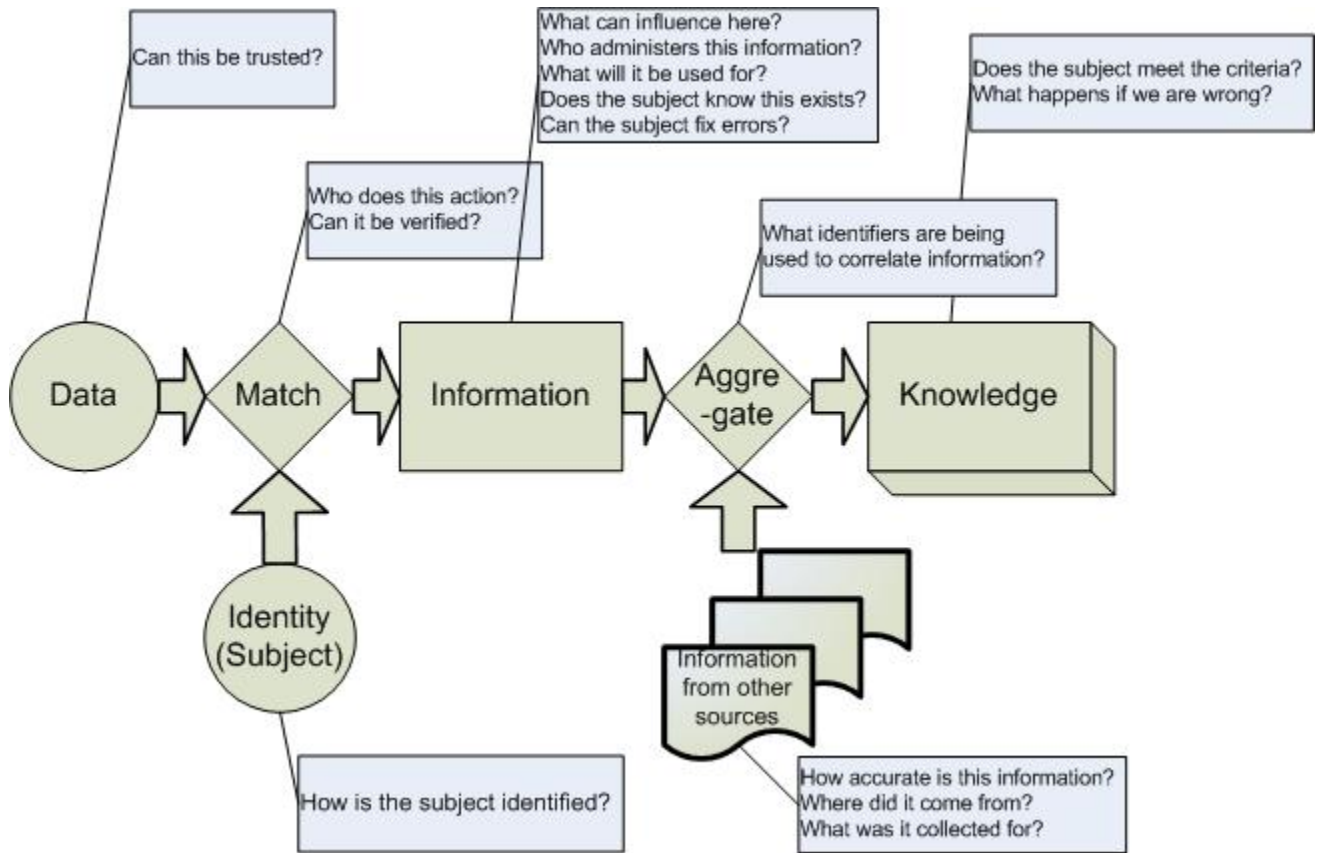 Can this be trusted?
What can influence here?
Who administers this information?
What will it be used for?
Does the subject know this exists?
Can the subject fix errors?
Does the subject meet the criteria?
What happens if we are wrong?
Who does this action?
Can it be verified?
What identifiers are being
used to correlate information?
Data
Match
Information
Aggre
-gate
Knowledge
Identity
(Subject)
Information
from other
sources
How is the subject identified?
How accurate is this information?
Where did it come from?
What was it collected for?